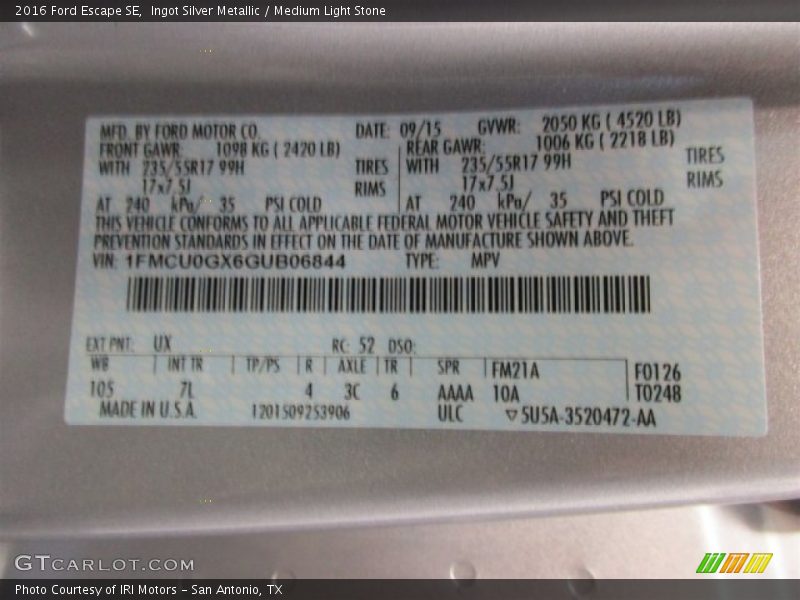 2016 Ford Escape SE, Ingot Silver Metallic / Medium Light Stone
MFD. BY FORD MOTOR CO. DATE: 09/15 GVWR: 2050 KG ( 4520 LB)
FRONT GAWR: 1098 KG ( 2420 LB) REAR GAWR: 1006 KG ( 2218 LB)
WITH 235/55R17 99H TIRES WITH 235/55R17 99H TIRES
17x7.5J RIMS 17x7.5J RIMS
AT 240 kPa/ 35 PSI COLD AT 240 kPa/ 35 PSI COLD
THIS VEHICLE CONFORMS TO ALL APPLICABLE FEDERAL MOTOR VEHICLE SAFETY AND THEFT
PREVENTION STANDARDS IN EFFECT ON THE DATE OF MANUFACTURE SHOWN ABOVE.
VIN: 1FMCU0GX6GUB06844 TYPE: MPV
EXT PNT: UX RC: 52 DSO:
WB INT TR TP/PS R AXLE TR SPR FM21A F0126
105 7L 4 3C 6 AAAA 10A T0248
MADE IN U.S.A. 1201509253906 ULC ▽5U5A-3520472-AA
GTCARLOT.COM
Photo Courtesy of IRI Motors – San Antonio, TX